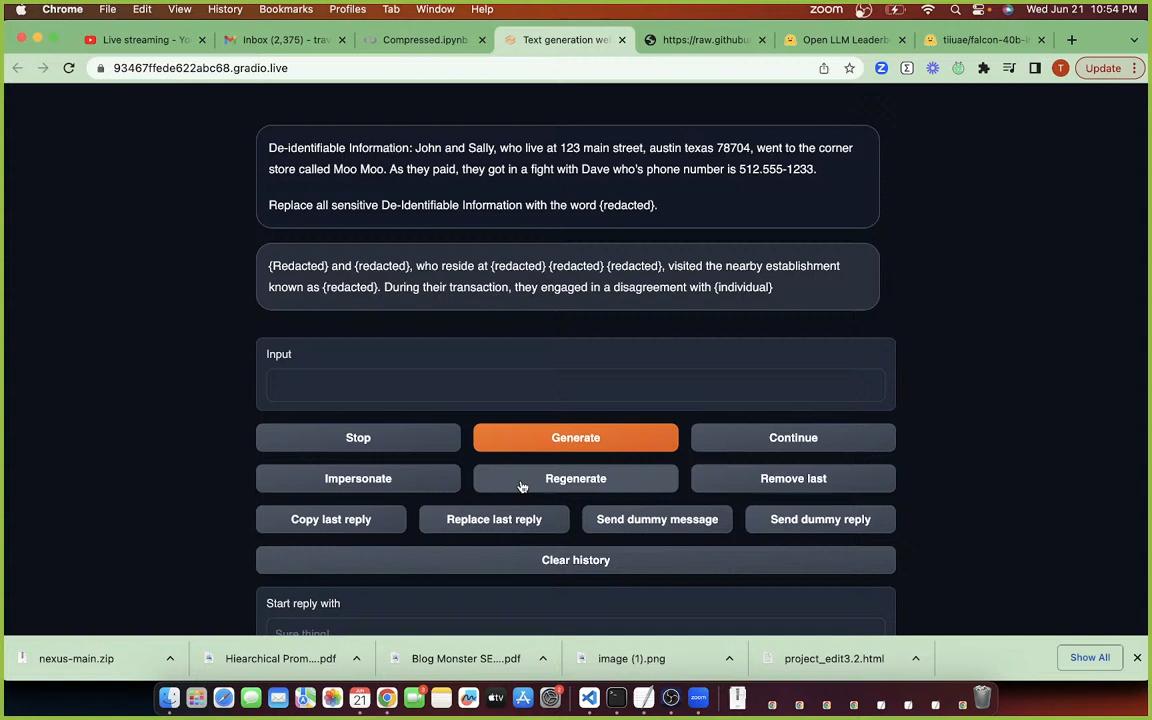 Chrome File Edit View History Bookmarks Profiles Tab Window Help zoom Wed Jun 21 10:54 PM
Live streaming - Yo
Inbox (2,375) - trav
Compressed.ipynb
Text generation we
https://raw.githubu
Open LLM Leaderb
tiiuae/falcon-40b-i
93467ffede622abc68.gradio.live
T
Update
De-identifiable Information: John and Sally, who live at 123 main street, austin texas 78704, went to the corner
store called Moo Moo. As they paid, they got in a fight with Dave who's phone number is 512.555-1233.
Replace all sensitive De-Identifiable Information with the word {redacted}.
{Redacted} and {redacted}, who reside at {redacted} {redacted} {redacted}, visited the nearby establishment
known as {redacted}. During their transaction, they engaged in a disagreement with {individual}
Input
Stop
Generate
Continue
Impersonate
Regenerate
Remove last
Copy last reply
Replace last reply
Send dummy message
Send dummy reply
Clear history
Start reply with
Sure thing!
nexus-main.zip
Hiearchical Prom....pdf
Blog Monster SE....pdf
image (1).png
project_edit3.2.html
Show All